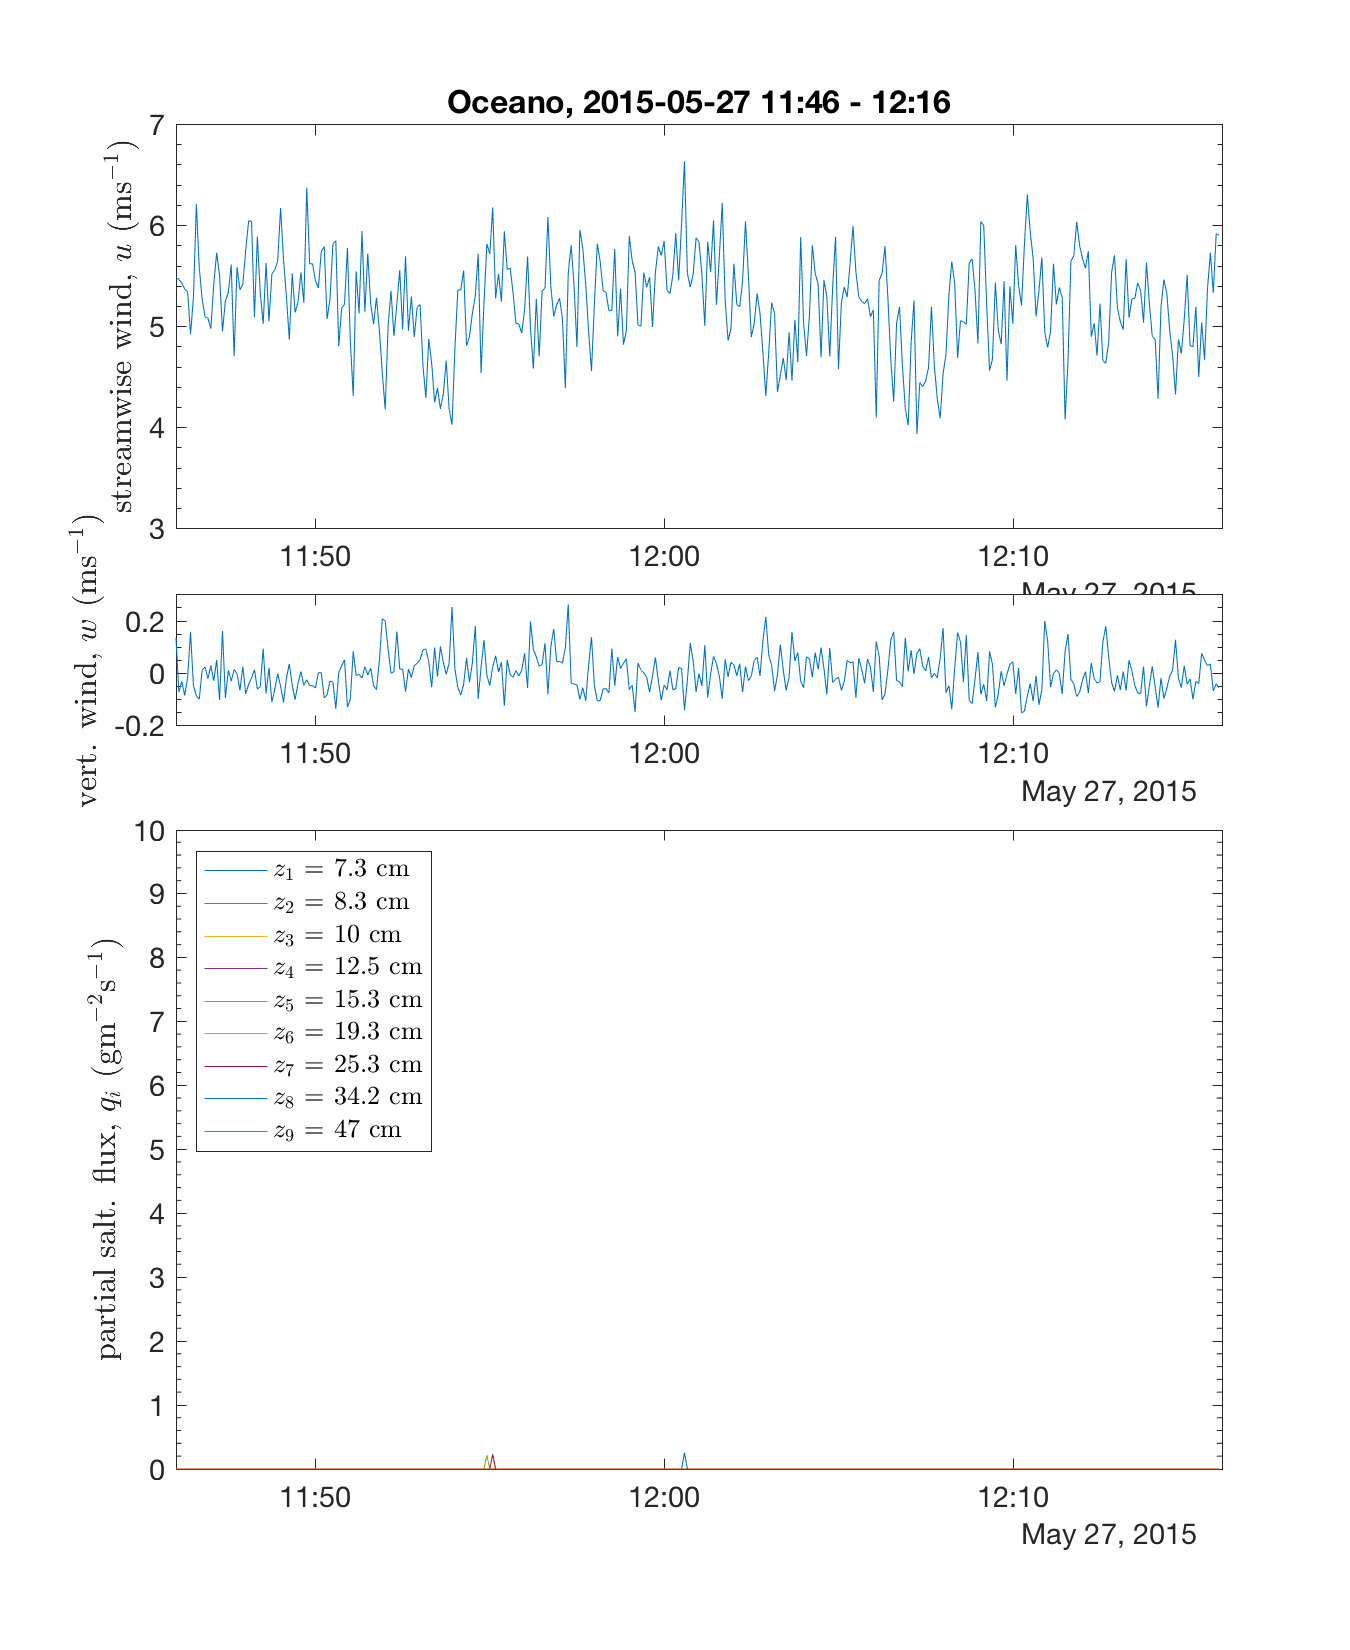 Oceano, 2015-05-27 11:46 - 12:16
streamwise wind, u (ms⁻¹)
7
6
5
4
3
11:50 12:00 12:10
May 27, 2015
vert. wind, w (ms⁻¹)
0.2
0
-0.2
11:50 12:00 12:10
May 27, 2015
partial salt. flux, qᵢ (gm⁻²s⁻¹)
10
9
8
7
6
5
4
3
2
1
0
z₁ = 7.3 cm
z₂ = 8.3 cm
z₃ = 10 cm
z₄ = 12.5 cm
z₅ = 15.3 cm
z₆ = 19.3 cm
z₇ = 25.3 cm
z₈ = 34.2 cm
z₉ = 47 cm
11:50 12:00 12:10
May 27, 2015